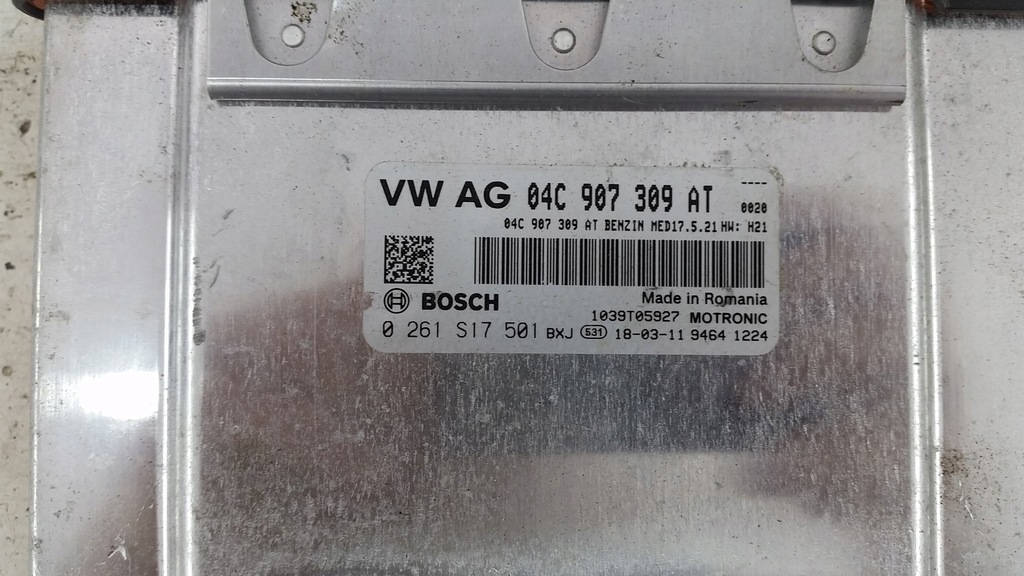 VW AG 04C 907 309 AT ----
0020
04C 907 309 AT BENZIN MED17.5.21 HW: H21
BOSCH Made in Romania
1039T05927 MOTRONIC
0 261 S17 501 BXJ 531 18-03-11 9464 1224